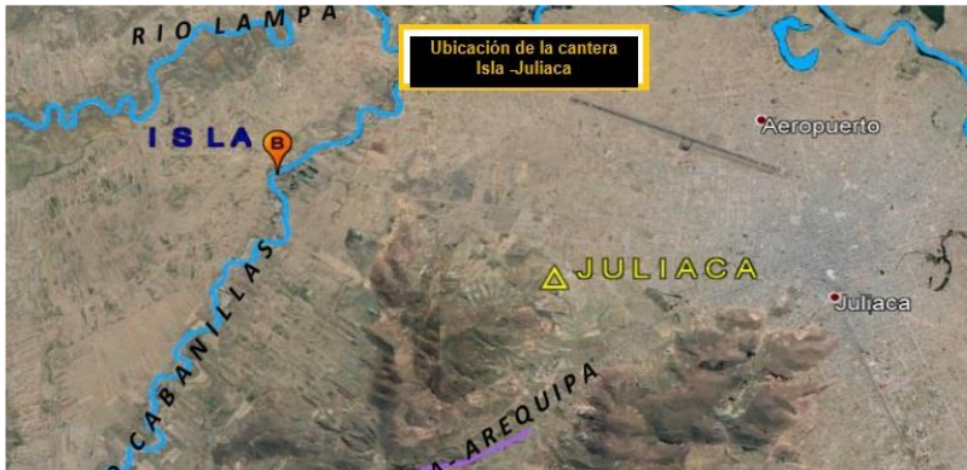 RIO LAMPA
Ubicación de la cantera
Isla -Juliaca
Aeropuerto
ISLA
B
JULIACA
Juliaca
O CABANILLAS
A-AREQUIPA